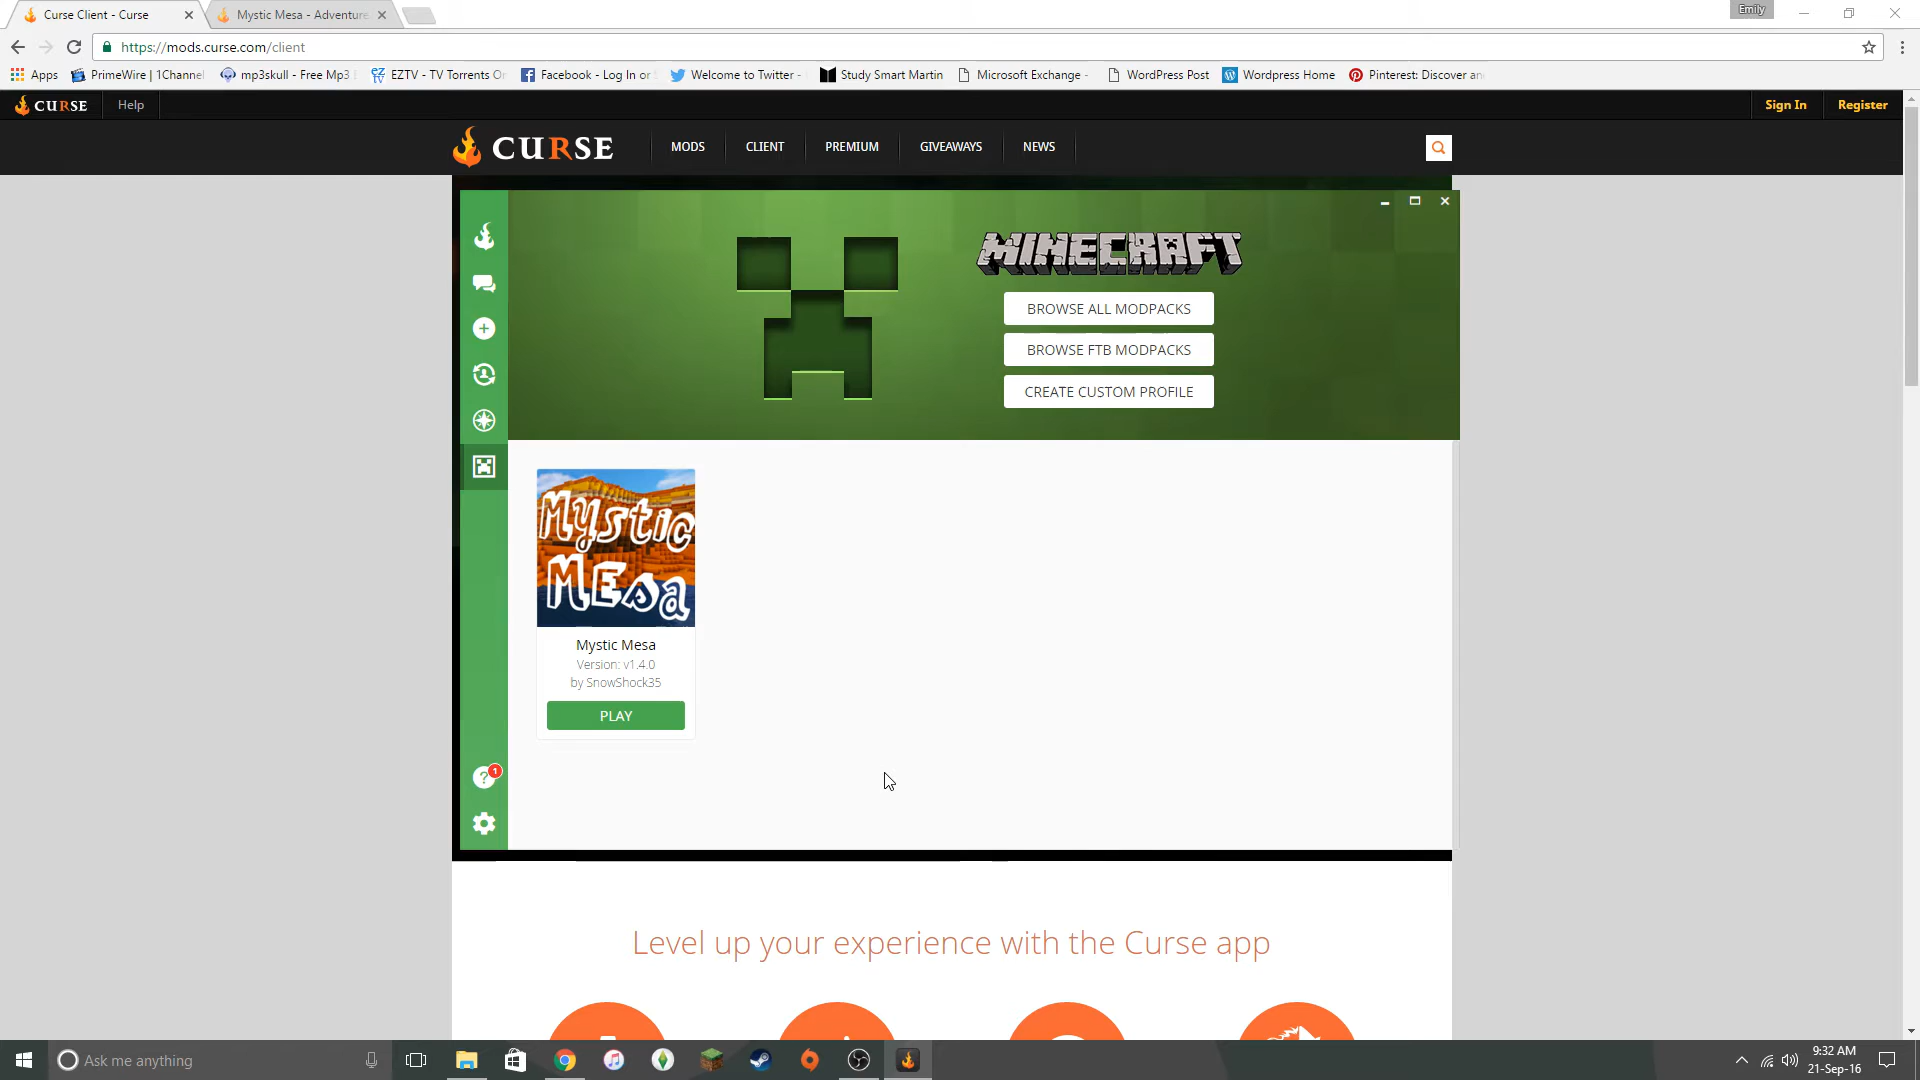 Curse Client - Curse
Mystic Mesa - Adventure
Emily
https://mods.curse.com/client
Apps
PrimeWire | 1Channel
mp3skull - Free Mp3
EZTV - TV Torrents On
Facebook - Log In or
Welcome to Twitter -
Study Smart Martin
Microsoft Exchange -
WordPress Post
Wordpress Home
Pinterest: Discover and
CURSE
Help
Sign In
Register
CURSE
MODS
CLIENT
PREMIUM
GIVEAWAYS
NEWS
MINECRAFT
BROWSE ALL MODPACKS
BROWSE FTB MODPACKS
CREATE CUSTOM PROFILE
Mystic
Mesa
Mystic Mesa
Version: v1.4.0
by SnowShock35
PLAY
?
1
Level up your experience with the Curse app
Ask me anything
9:32 AM
21-Sep-16